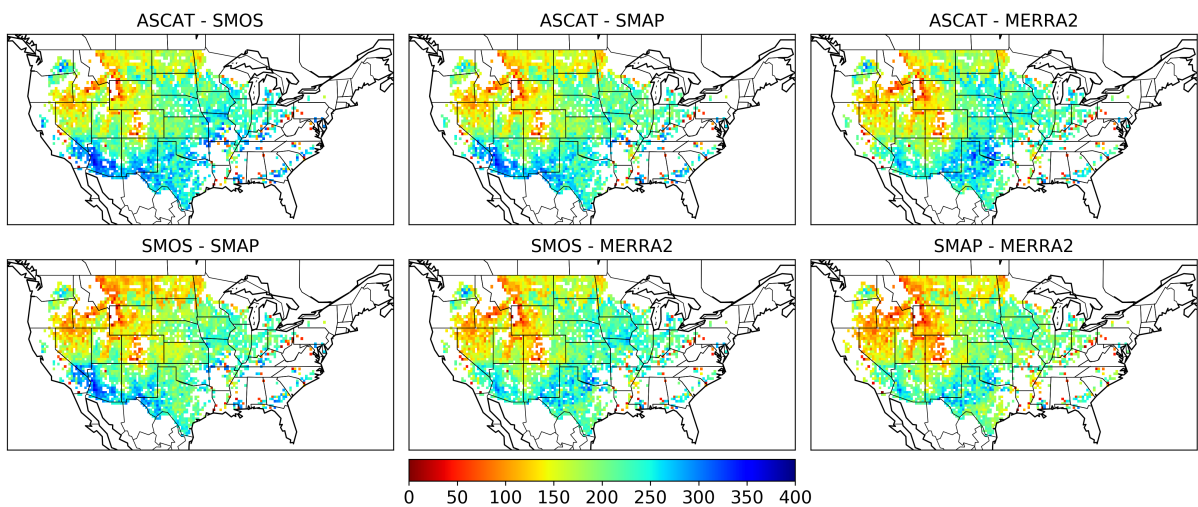 ASCAT - SMOS
ASCAT - SMAP
ASCAT - MERRA2
SMOS - SMAP
SMOS - MERRA2
SMAP - MERRA2
0 50 100 150 200 250 300 350 400